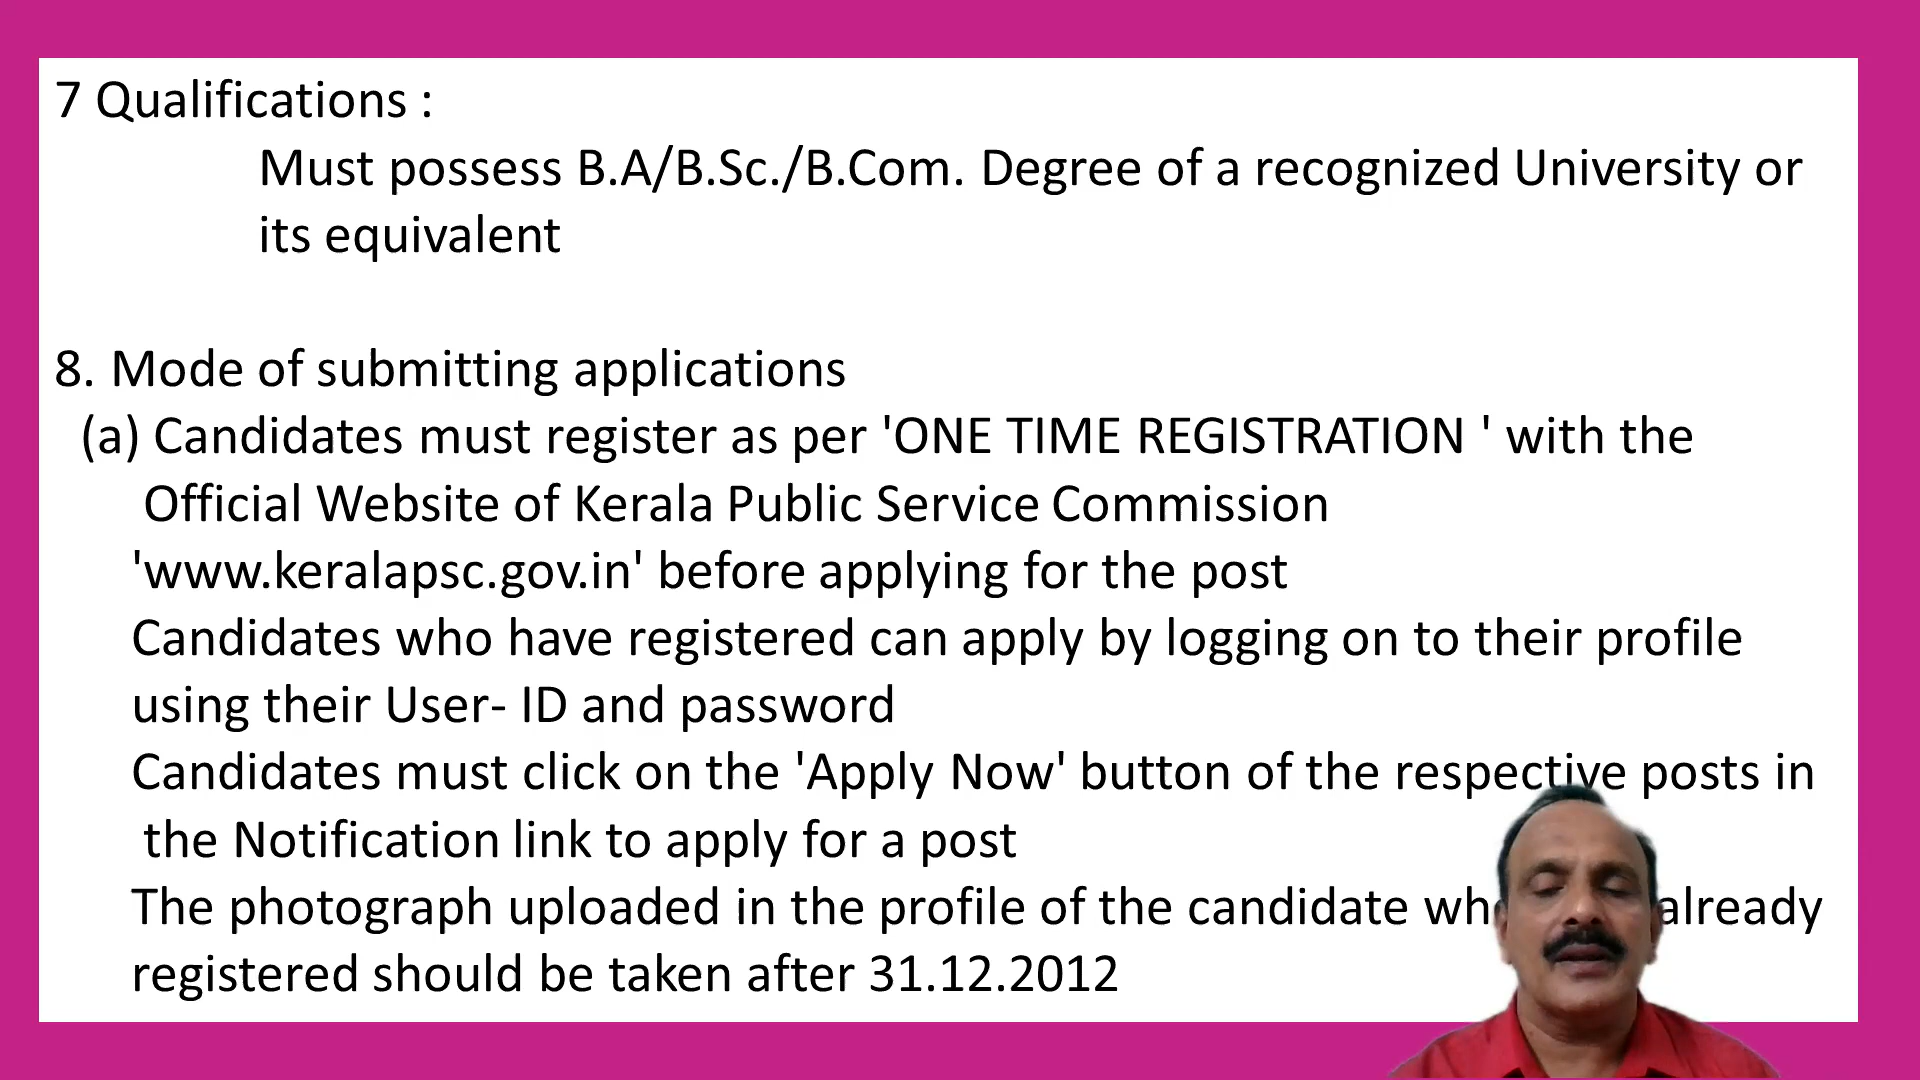 7 Qualifications :
Must possess B.A/B.Sc./B.Com. Degree of a recognized University or
its equivalent
8. Mode of submitting applications
(a) Candidates must register as per 'ONE TIME REGISTRATION ' with the
Official Website of Kerala Public Service Commission
'www.keralapsc.gov.in' before applying for the post
Candidates who have registered can apply by logging on to their profile
using their User- ID and password
Candidates must click on the 'Apply Now' button of the respective posts in
the Notification link to apply for a post
The photograph uploaded in the profile of the candidate already
registered should be taken after 31.12.2012